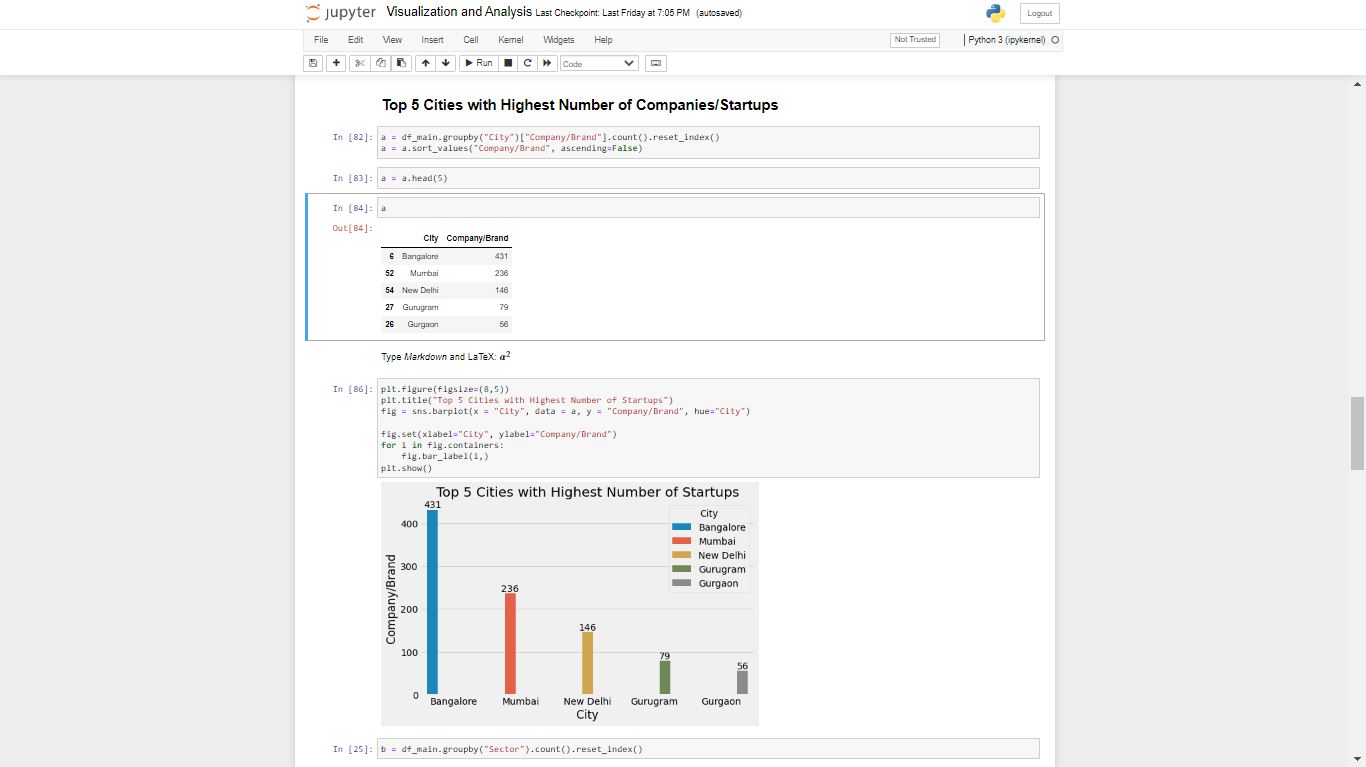 jupyter Visualization and Analysis Last Checkpoint: Last Friday at 7:05 PM (autosaved) Logout
File Edit View Insert Cell Kernel Widgets Help Not Trusted Python 3 (ipykernel)
Run Code
Top 5 Cities with Highest Number of Companies/Startups
In [82]: a = df_main.groupby("City")["Company/Brand"].count().reset_index()
a = a.sort_values("Company/Brand", ascending=False)
In [83]: a = a.head(5)
In [84]: a
Out[84]:
City Company/Brand
6 Bangalore 431
52 Mumbai 236
54 New Delhi 146
27 Gurugram 79
26 Gurgaon 56
Type Markdown and LaTeX: α²
In [86]: plt.figure(figsize=(8,5))
plt.title("Top 5 Cities with Highest Number of Startups")
fig = sns.barplot(x = "City", data = a, y = "Company/Brand", hue="City")
fig.set(xlabel="City", ylabel="Company/Brand")
for i in fig.containers:
    fig.bar_label(i,)
plt.show()
Top 5 Cities with Highest Number of Startups
431
236
146
79
56
City
Bangalore
Mumbai
New Delhi
Gurugram
Gurgaon
Company/Brand
400
300
200
100
0
Bangalore Mumbai New Delhi Gurugram Gurgaon
City
In [25]: b = df_main.groupby("Sector").count().reset_index()